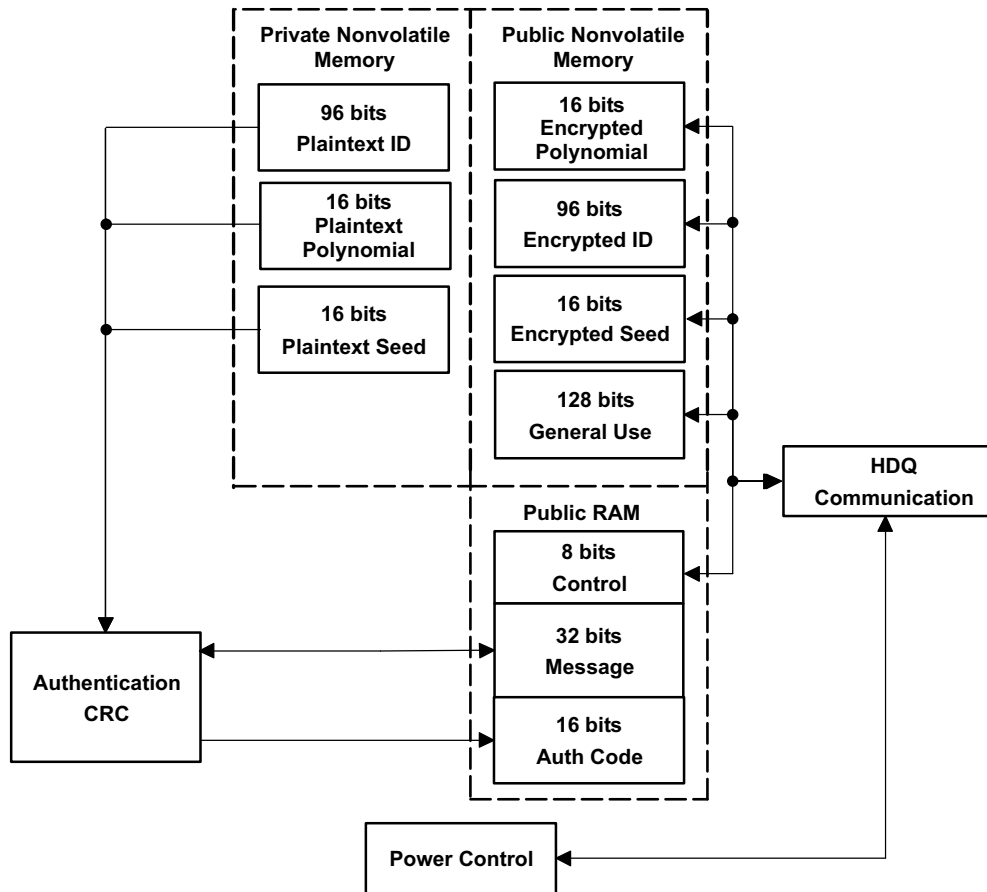 Private Nonvolatile
Memory
96 bits
Plaintext ID
16 bits
Plaintext
Polynomial
16 bits
Plaintext Seed
Public Nonvolatile
Memory
16 bits
Encrypted
Polynomial
96 bits
Encrypted ID
16 bits
Encrypted Seed
128 bits
General Use
HDQ
Communication
Public RAM
8 bits
Control
32 bits
Message
16 bits
Auth Code
Authentication
CRC
Power Control